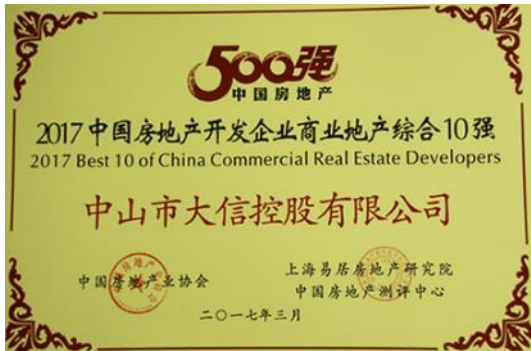 500强
中国房地产
2017中国房地产开发企业商业地产综合10强
2017 Best 10 of China Commercial Real Estate Developers
中山市大信控股有限公司
中国房地产业协会
上海易居房地产研究院
中国房地产测评中心
二〇一七年三月